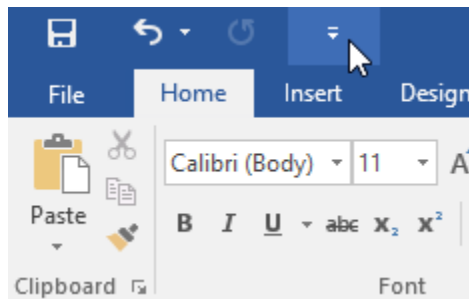 File Home Insert Design
Calibri (Body) 11 A
Paste
B I U abc X₂ X²
Clipboard Font